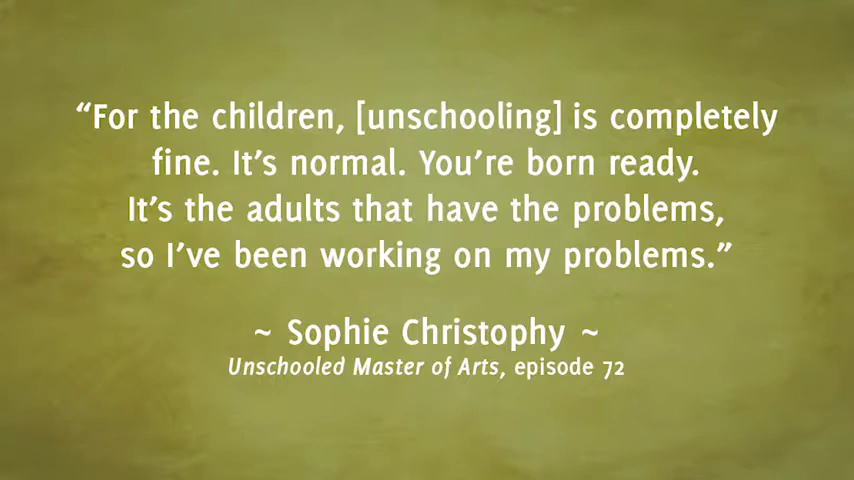 “For the children, [unschooling] is completely
fine. It’s normal. You’re born ready.
It’s the adults that have the problems,
so I’ve been working on my problems.”
~ Sophie Christophy ~
Unschooled Master of Arts, episode 72